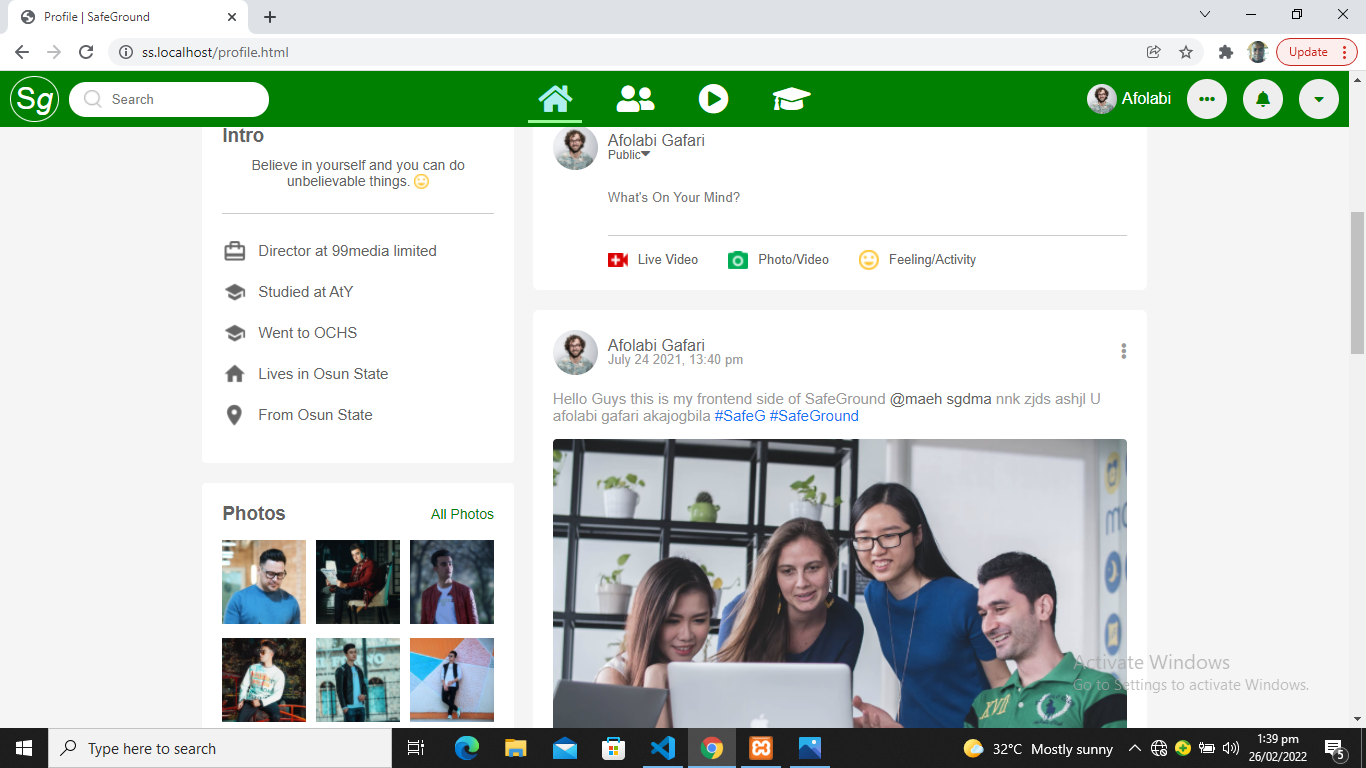 Profile | SafeGround
ss.localhost/profile.html
Update
Sg
Search
Afolabi
Intro
Believe in yourself and you can do
unbelievable things.
Director at 99media limited
Studied at AtY
Went to OCHS
Lives in Osun State
From Osun State
Photos
All Photos
Afolabi Gafari
Public
What's On Your Mind?
Live Video
Photo/Video
Feeling/Activity
Afolabi Gafari
July 24 2021, 13:40 pm
Hello Guys this is my frontend side of SafeGround @maeh sgdma nnk zjds ashjl U
afolabi gafari akajogbila #SafeG #SafeGround
XVII
Activate Windows
Go to Settings to activate Windows.
Type here to search
32°C Mostly sunny
1:39 pm
26/02/2022
5